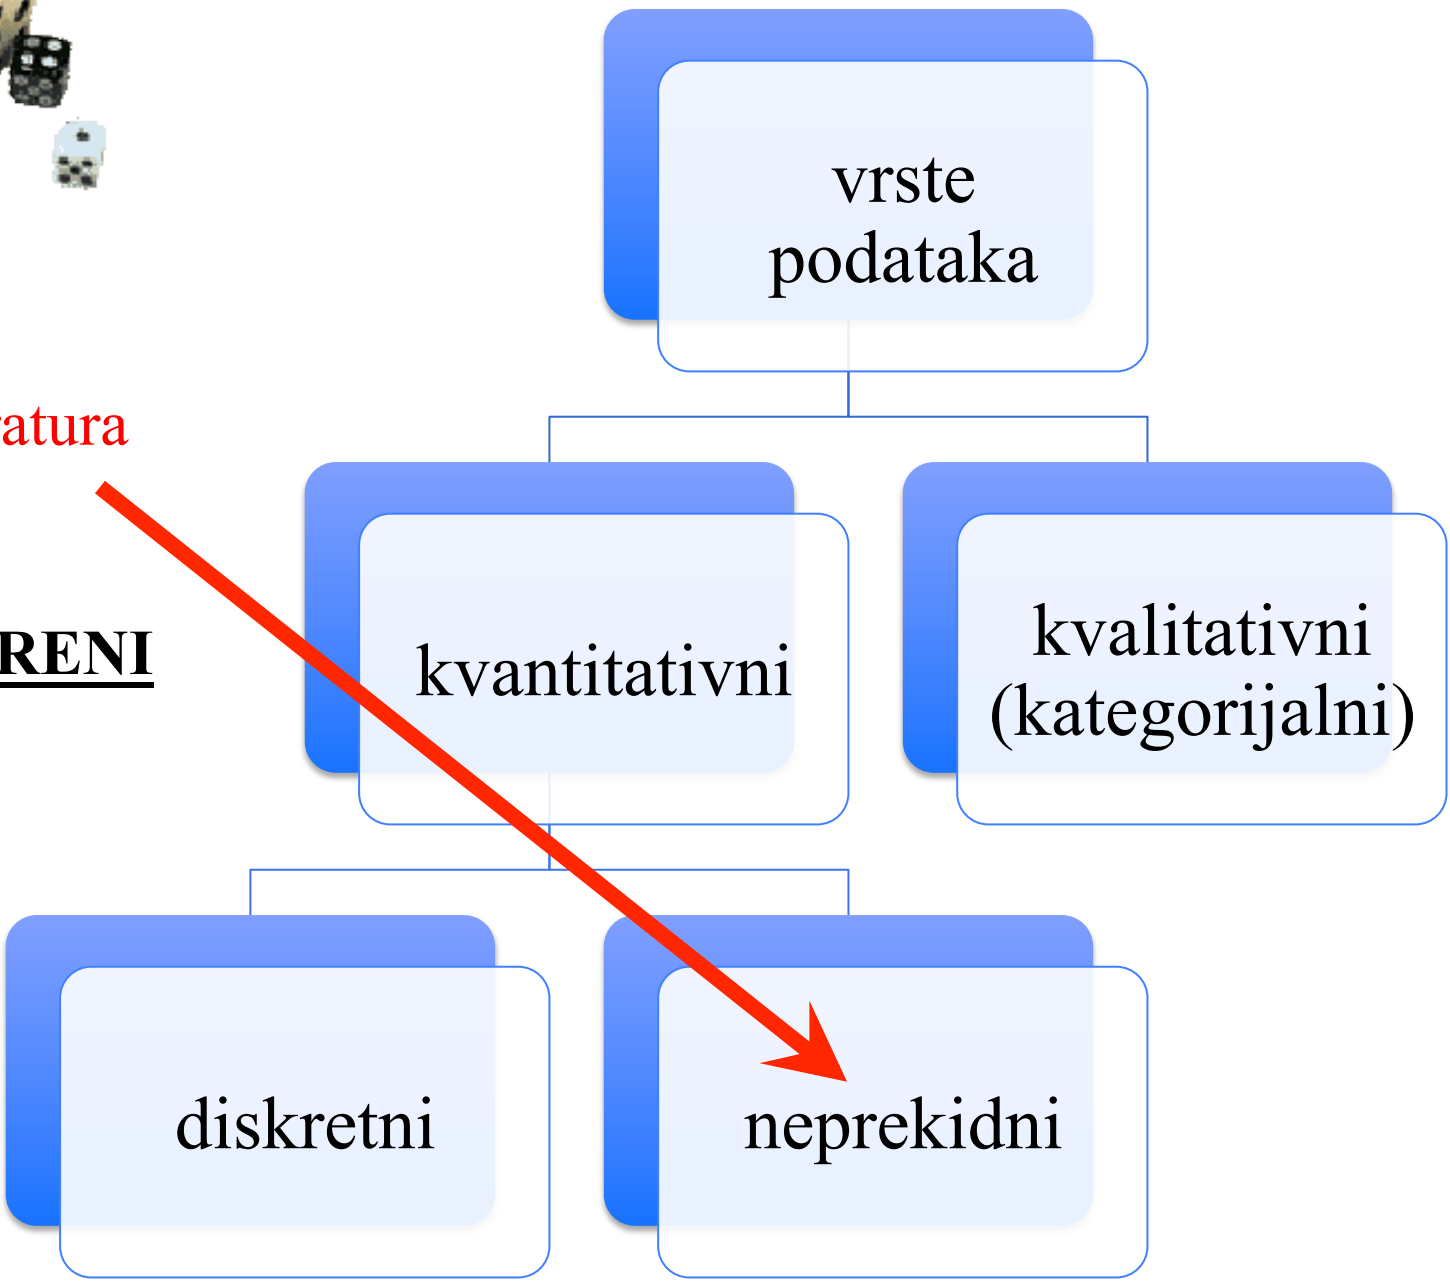 vrste
podataka
ratura
RENI
kvantitativni
kvalitativni
(kategorijalni)
diskretni
neprekidni